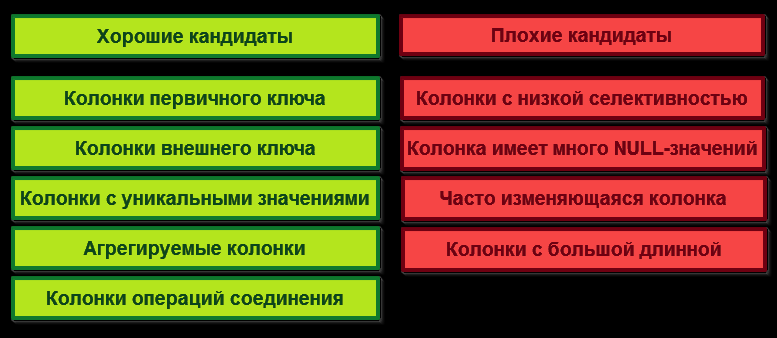 Хорошие кандидаты
Плохие кандидаты
Колонки первичного ключа
Колонки с низкой селективностью
Колонки внешнего ключа
Колонка имеет много NULL-значений
Колонки с уникальными значениями
Часто изменяющаяся колонка
Агрегируемые колонки
Колонки с большой длинной
Колонки операций соединения